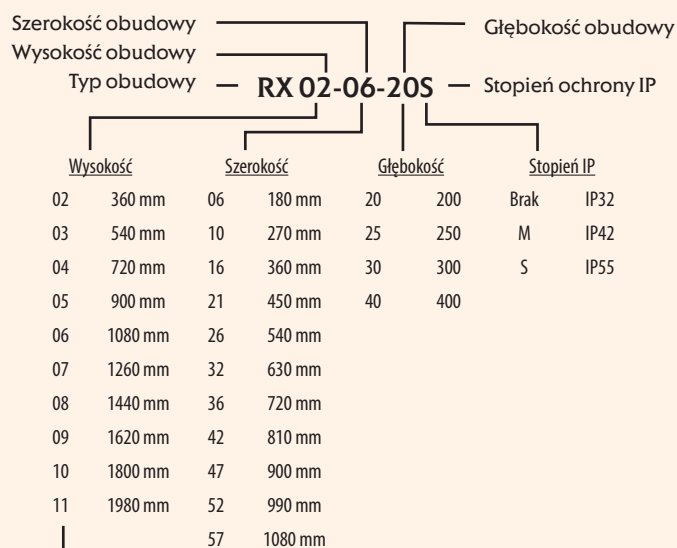 Szerokość obudowy
Głębokość obudowy
Wysokość obudowy
Typ obudowy — RX 02-06-20S — Stopień ochrony IP
Wysokość Szerokość Głębokość Stopień IP
02 360 mm 06 180 mm 20 200 Brak IP32
03 540 mm 10 270 mm 25 250 M IP42
04 720 mm 16 360 mm 30 300 S IP55
05 900 mm 21 450 mm 40 400
06 1080 mm 26 540 mm
07 1260 mm 32 630 mm
08 1440 mm 36 720 mm
09 1620 mm 42 810 mm
10 1800 mm 47 900 mm
11 1980 mm 52 990 mm
57 1080 mm